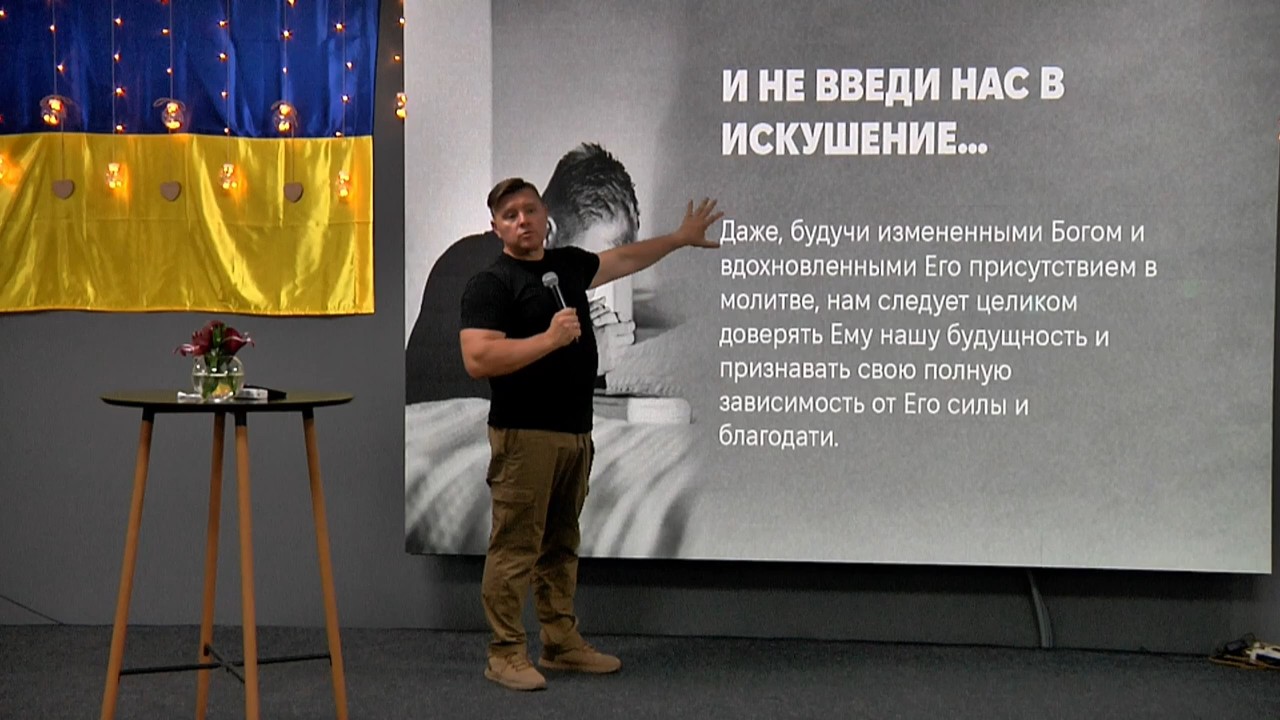 И НЕ ВВЕДИ НАС В
ИСКУШЕНИЕ...
Даже, будучи измененными Богом и
вдохновленными Его присутствием в
молитве, нам следует целиком
доверять Ему нашу будущность и
признавать свою полную
зависимость от Его силы и
благодати.